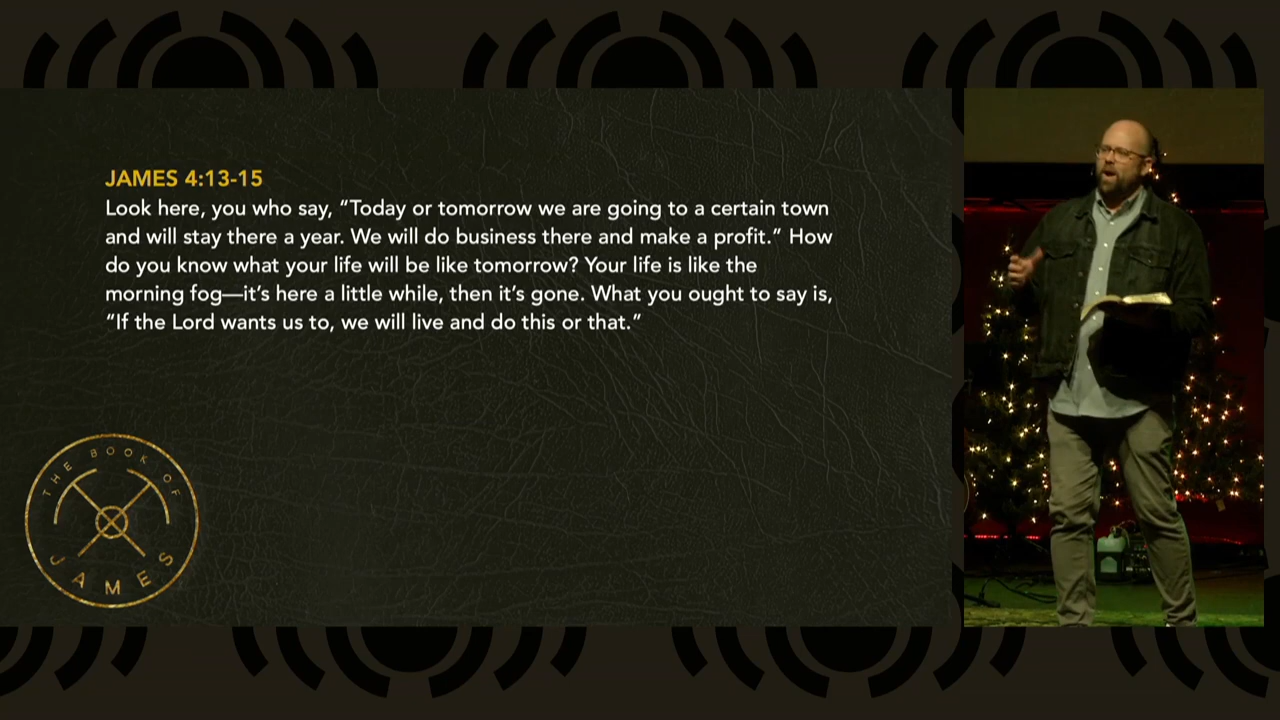 JAMES 4:13-15
Look here, you who say, “Today or tomorrow we are going to a certain town
and will stay there a year. We will do business there and make a profit.” How
do you know what your life will be like tomorrow? Your life is like the
morning fog—it’s here a little while, then it’s gone. What you ought to say is,
“If the Lord wants us to, we will live and do this or that.”
THE BOOK OF
JAMES